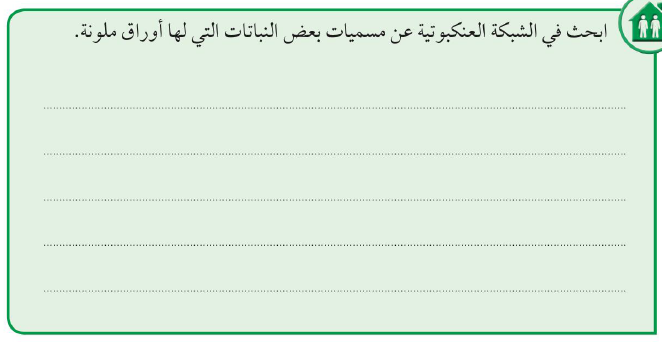 ابحث في الشبكة العنكبوتية عن مسميات بعض النباتات التي لها أوراق ملونة.